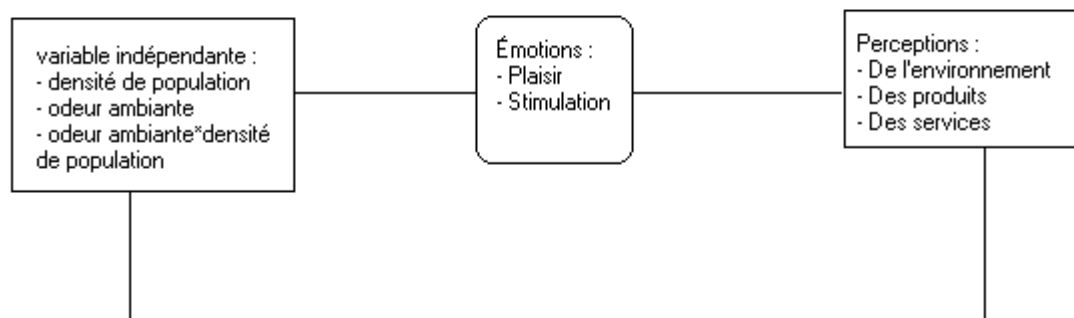 variable indépendante :
- densité de population
- odeur ambiante
- odeur ambiante*densité
de population
Émotions :
- Plaisir
- Stimulation
Perceptions :
- De l'environnement
- Des produits
- Des services